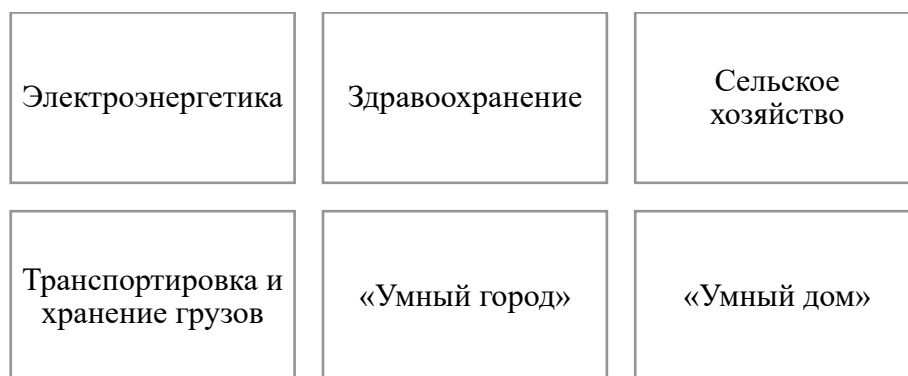 Электроэнергетика
Здравоохранение
Сельское
хозяйство
Транспортировка и
хранение грузов
«Умный город»
«Умный дом»